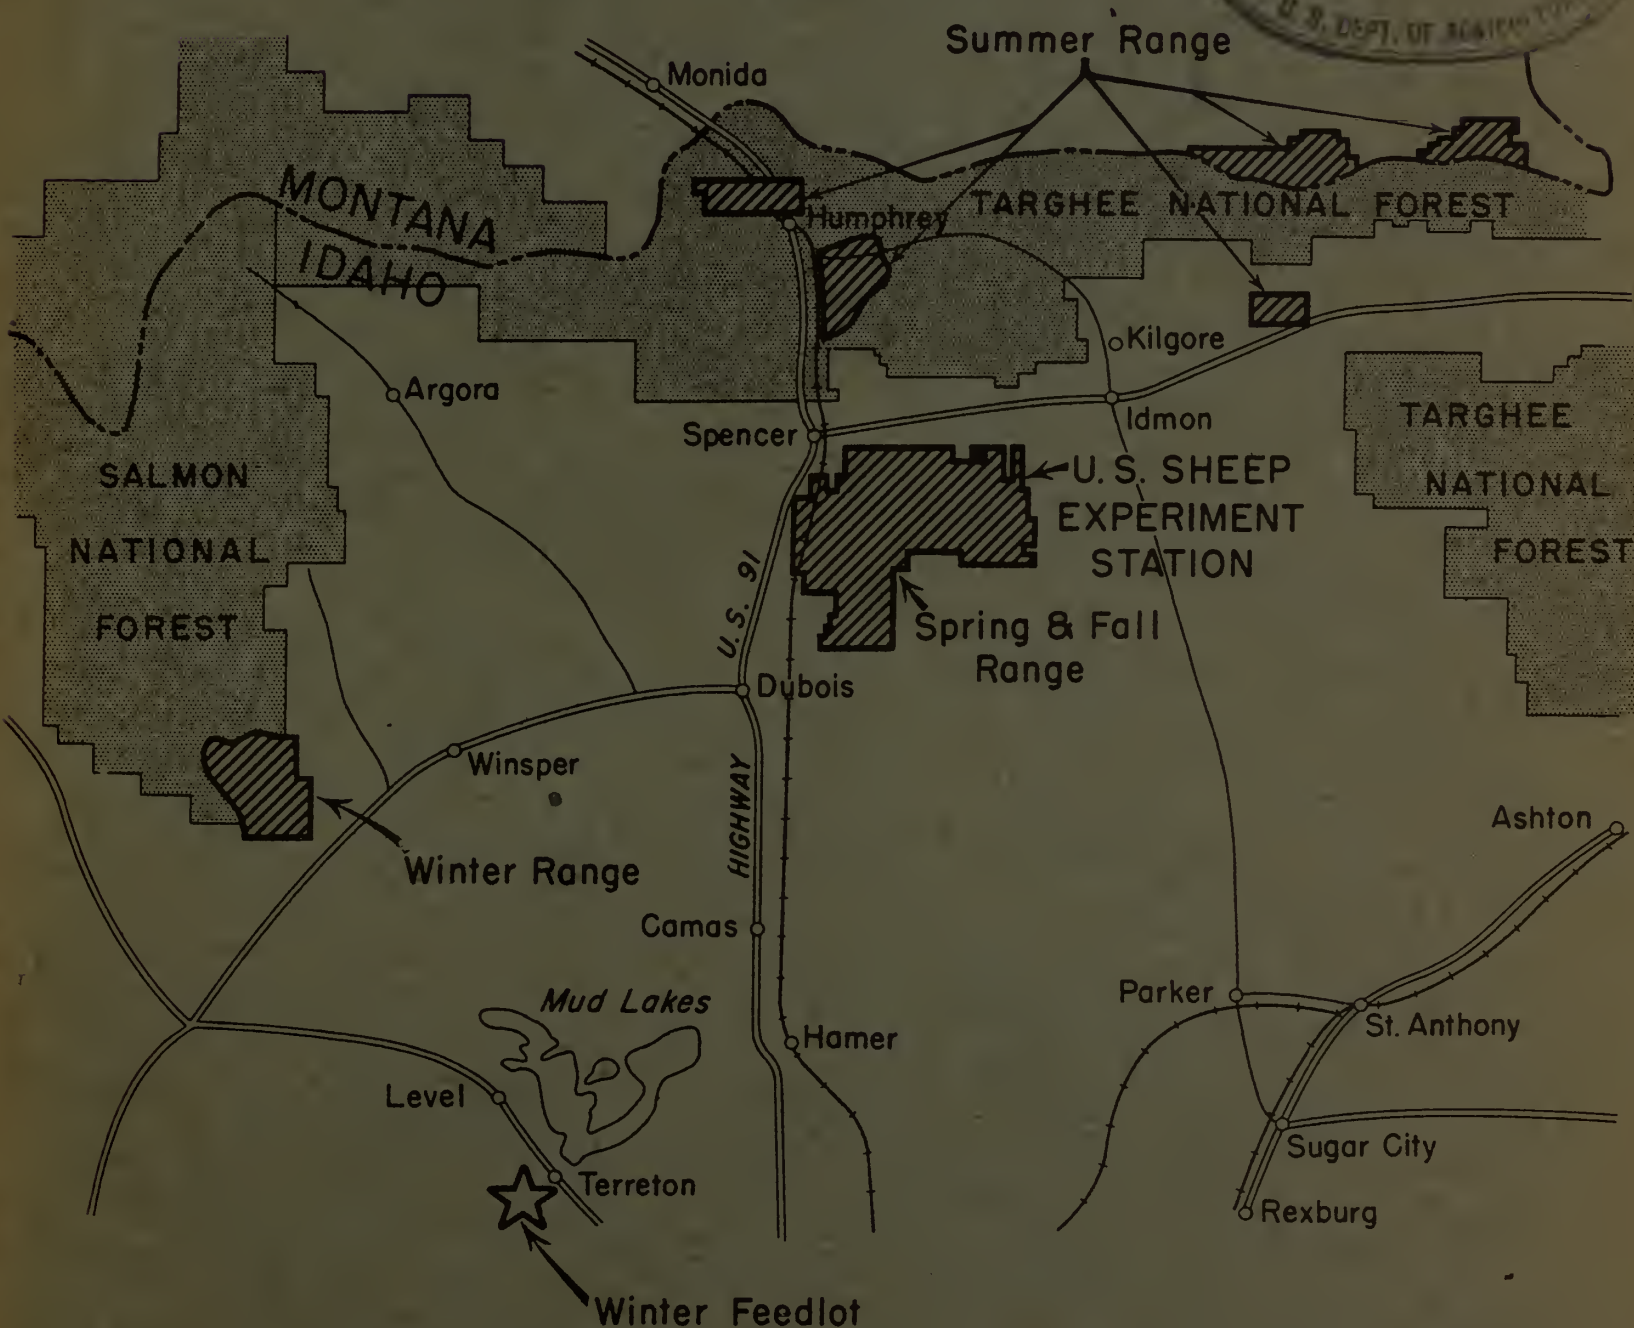 U. S. DEPT. OF
Summer Range
Monida
MONTANA
IDAHO
Humphrey
TARGHEE NATIONAL FOREST
Kilgore
Argora
Idmon
Spencer
TARGHEE
NATIONAL
FOREST
SALMON
NATIONAL
FOREST
U.S. SHEEP
EXPERIMENT
STATION
U.S. 91
HIGHWAY
Spring & Fall
Range
Dubois
Winsper
Winter Range
Ashton
Camas
Mud Lakes
Parker
St. Anthony
Hamer
Level
Sugar City
Terreton
Rexburg
Winter Feedlot